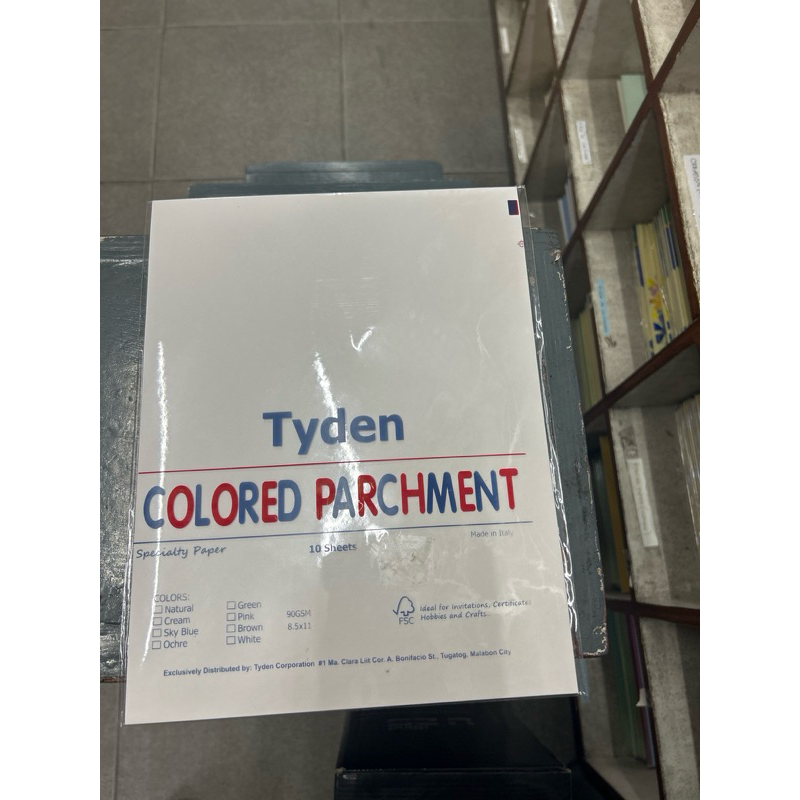 Tyden
COLORED PARCHMENT
Specialty Paper
10 Sheets
Made in Italy
COLORS:
Natural
Cream
Sky Blue
Ochre
Green
Pink
Brown
White
90GSM
8.5x11
FSC
Ideal for Invitations, Certificates
Hobbies and Crafts.
Exclusively Distributed by: Tyden Corporation #1 Ma. Clara Liit Cor. A. Bonifacio St., Tugatog, Malabon City